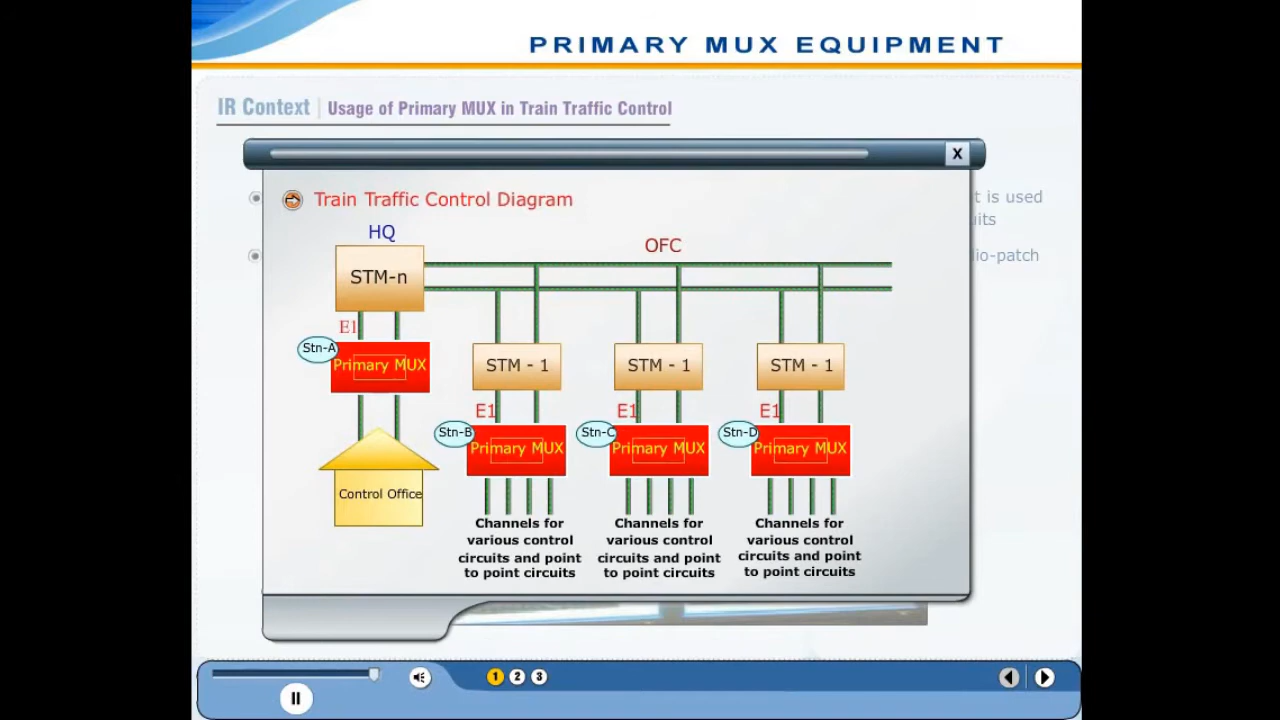 PRIMARY MUX EQUIPMENT
IR Context | Usage of Primary MUX in Train Traffic Control
X
t is used
uits
io-patch
Train Traffic Control Diagram
HQ
OFC
STM-n
E1
Stn-A
Primary MUX
STM - 1
STM - 1
STM - 1
E1
E1
E1
Stn-B
Primary MUX
Stn-C
Primary MUX
Stn-D
Primary MUX
Control Office
Channels for
various control
circuits and point
to point circuits
Channels for
various control
circuits and point
to point circuits
Channels for
various control
circuits and point
to point circuits
1 2 3